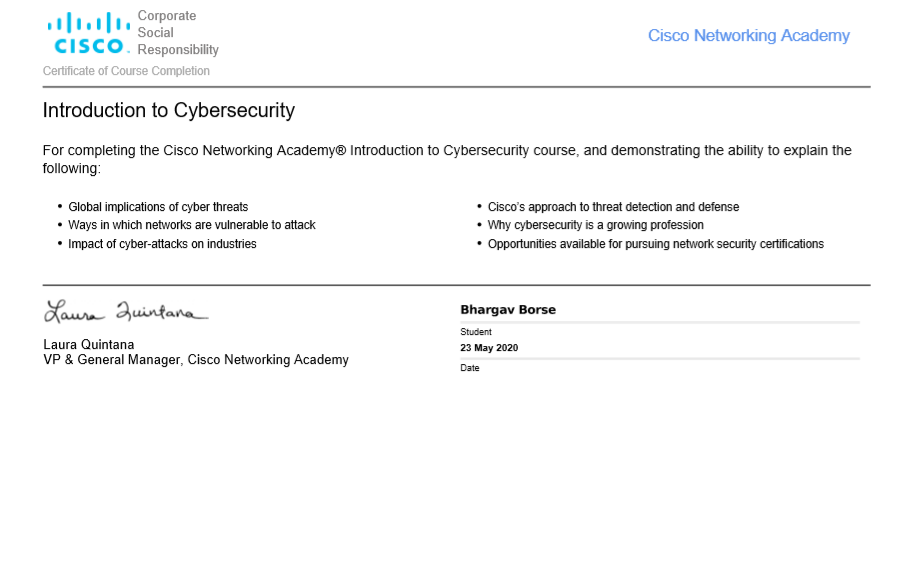 Corporate
Social
Responsibility
CISCO.
Cisco Networking Academy
Certificate of Course Completion
Introduction to Cybersecurity
For completing the Cisco Networking Academy® Introduction to Cybersecurity course, and demonstrating the ability to explain the
following:
• Global implications of cyber threats
• Ways in which networks are vulnerable to attack
• Impact of cyber-attacks on industries
• Cisco's approach to threat detection and defense
• Why cybersecurity is a growing profession
• Opportunities available for pursuing network security certifications
Laura Quintana
Laura Quintana
VP & General Manager, Cisco Networking Academy
Bhargav Borse
Student
23 May 2020
Date